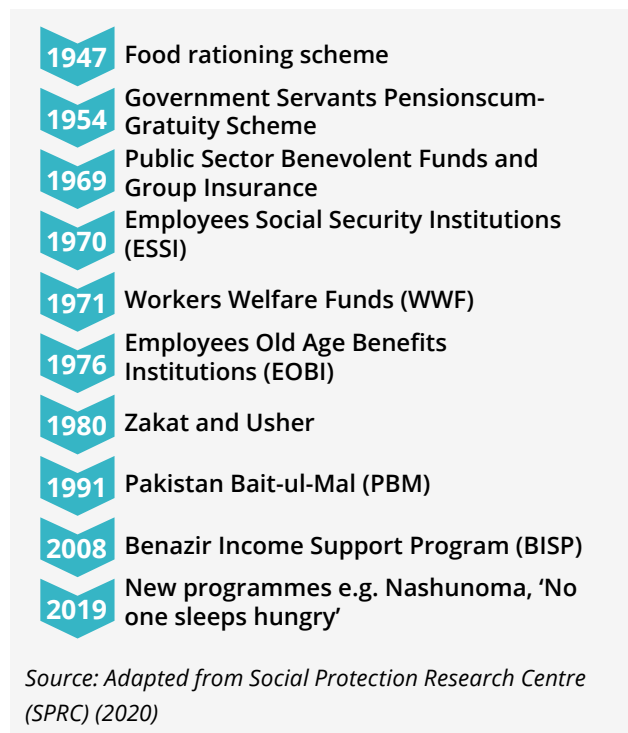 1947 Food rationing scheme
1954 Government Servants Pensionscum-
Gratuity Scheme
1969 Public Sector Benevolent Funds and
Group Insurance
1970 Employees Social Security Institutions
(ESSI)
1971 Workers Welfare Funds (WWF)
1976 Employees Old Age Benefits
Institutions (EOBI)
1980 Zakat and Usher
1991 Pakistan Bait-ul-Mal (PBM)
2008 Benazir Income Support Program (BISP)
2019 New programmes e.g. Nashunoma, ‘No
one sleeps hungry’
Source: Adapted from Social Protection Research Centre
(SPRC) (2020)